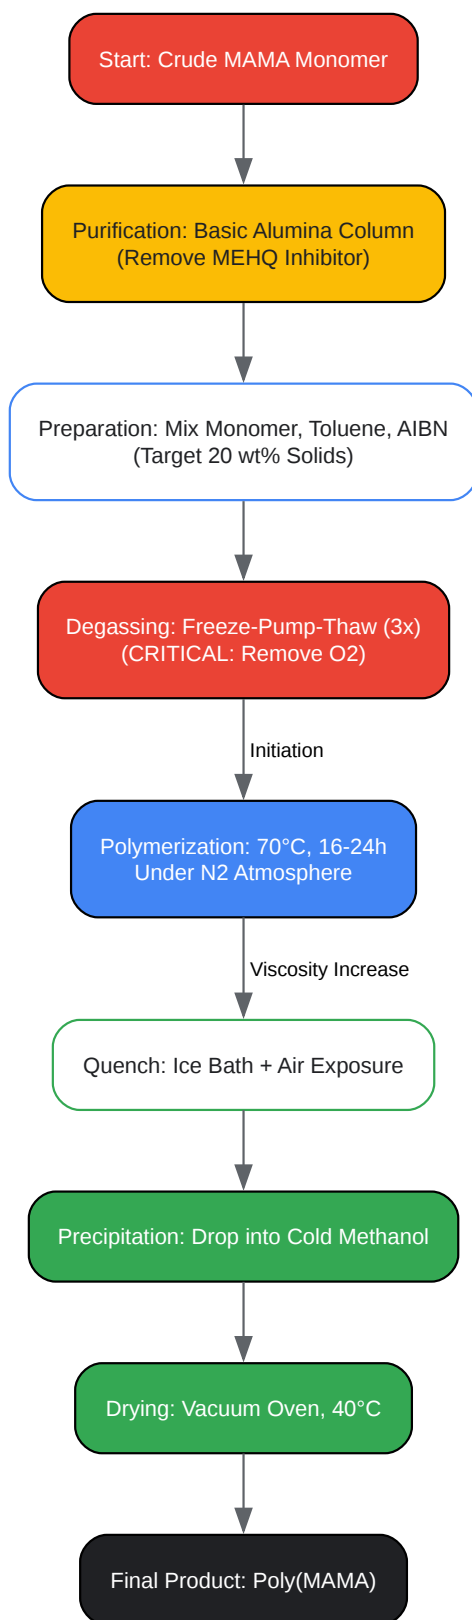 Start: Crude MAMA Monomer
Purification: Basic Alumina Column
(Remove MEHQ Inhibitor)
Preparation: Mix Monomer, Toluene, AIBN
(Target 20 wt% Solids)
Degassing: Freeze-Pump-Thaw (3x)
(CRITICAL: Remove O2)
Initiation
Polymerization: 70°C, 16-24h
Under N2 Atmosphere
Viscosity Increase
Quench: Ice Bath + Air Exposure
Precipitation: Drop into Cold Methanol
Drying: Vacuum Oven, 40°C
Final Product: Poly(MAMA)